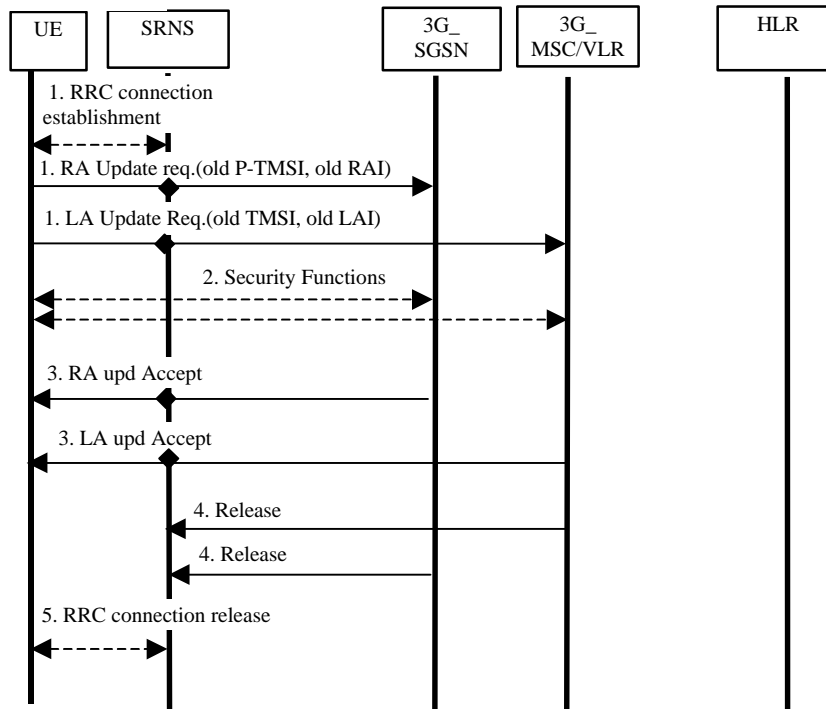 UE
SRNS
3G_
SGSN
3G_
MSC/VLR
HLR
1. RRC connection
establishment
1. RA Update req.(old P-TMSI, old RAI)
1. LA Update Req.(old TMSI, old LAI)
2. Security Functions
3. RA upd Accept
3. LA upd Accept
4. Release
4. Release
5. RRC connection release